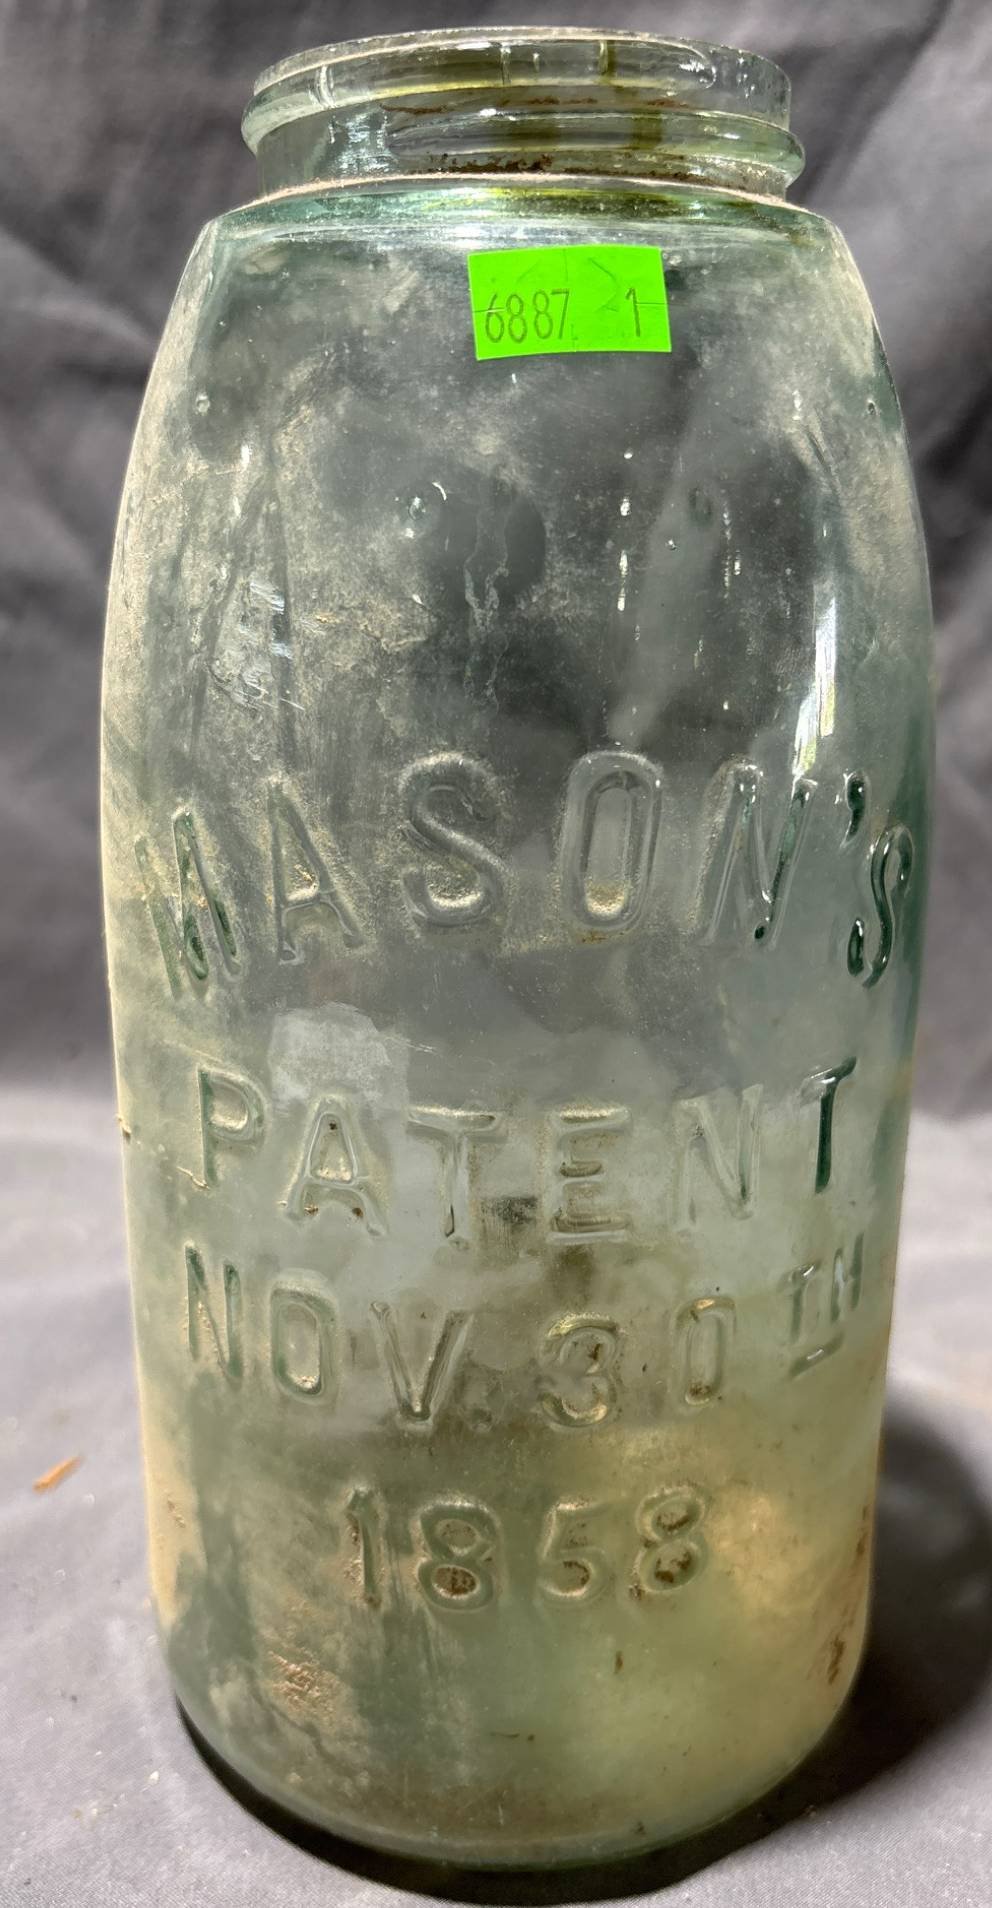 6887 1
MASON'S
PATENT
NOV. 30TH
1858